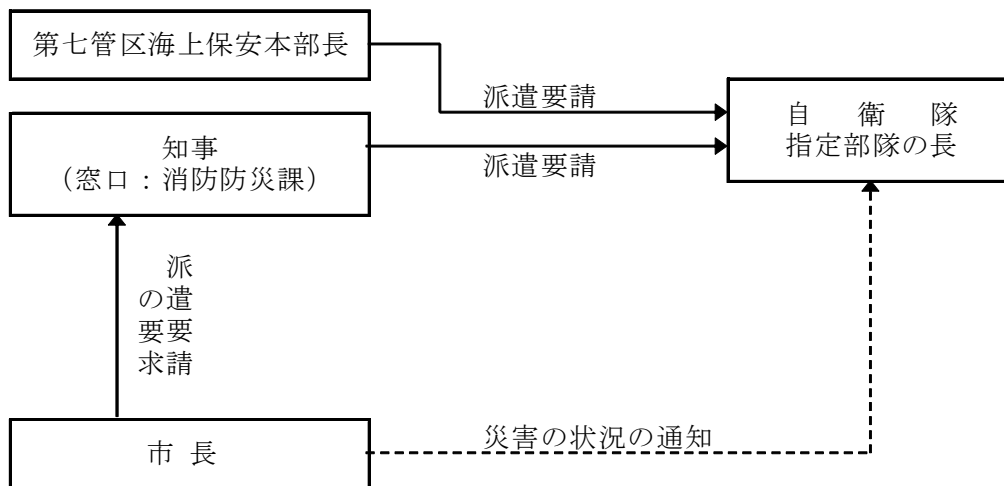 第七管区海上保安本部長
派遣要請
自衛隊
指定部隊の長
知事
（窓口：消防防災課）
派遣要請
派遣要請
の要求
市長
災害の状況の通知